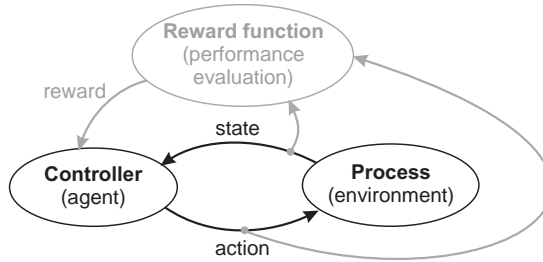 Reward function
(performance
evaluation)
reward
state
Controller
(agent)
Process
(environment)
action